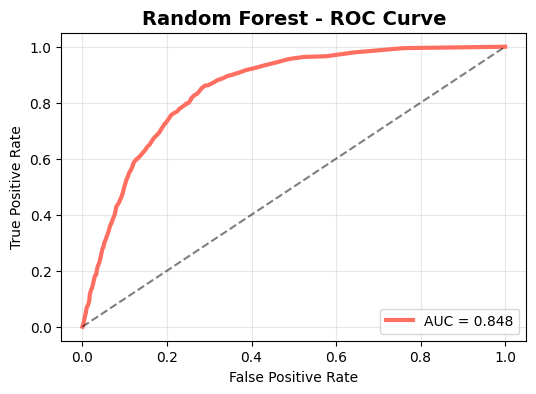 Random Forest - ROC Curve
1.0
0.8
0.6
0.4
0.2
0.0
True Positive Rate
AUC = 0.848
0.0 0.2 0.4 0.6 0.8 1.0
False Positive Rate